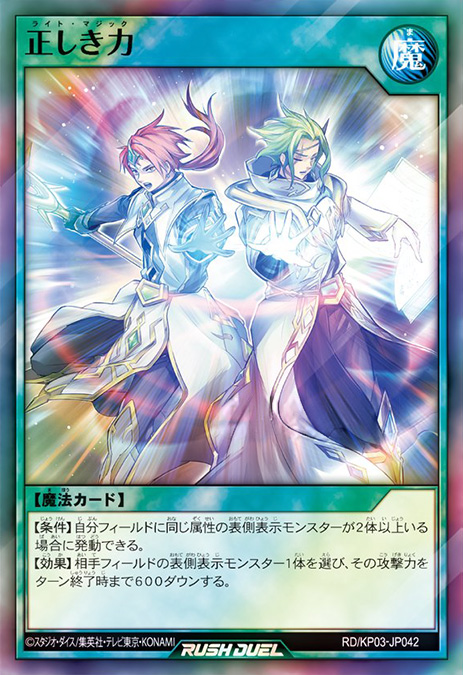 ライト・マジック
正しき力
ま
魔
【魔法カード】
【条件】自分フィールドに同じ属性の表側表示モンスターが2体以上いる
場合に発動できる。
【効果】相手フィールドの表側表示モンスター1体を選び、その攻撃力を
ターン終了時まで600ダウンする。
©スタジオ・ダイス/集英社・テレビ東京・KONAMI
RUSH DUEL
RD/KP03-JP042